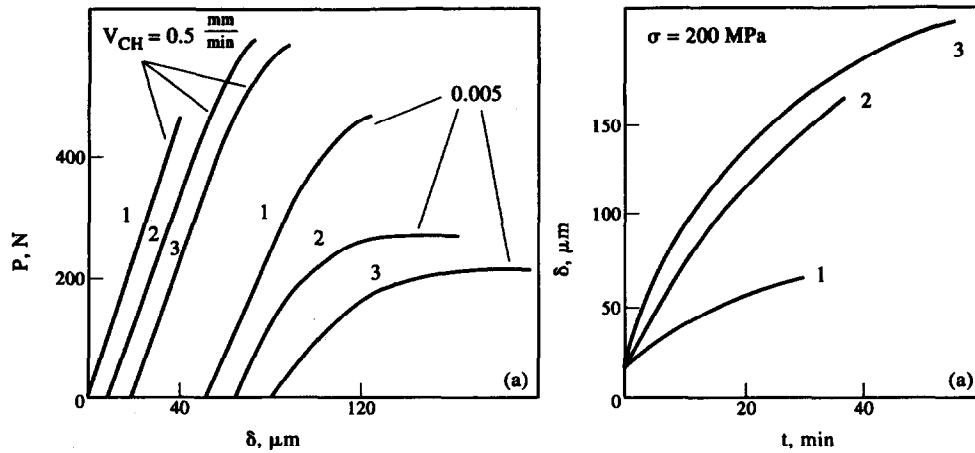 V_CH = 0.5 mm/min
0.005
400
200
0
P, N
1
2
3
1
2
3
40
120
δ, μm
(a)
σ = 200 MPa
150
100
50
0
δ, μm
3
2
1
20
40
t, min
(a)